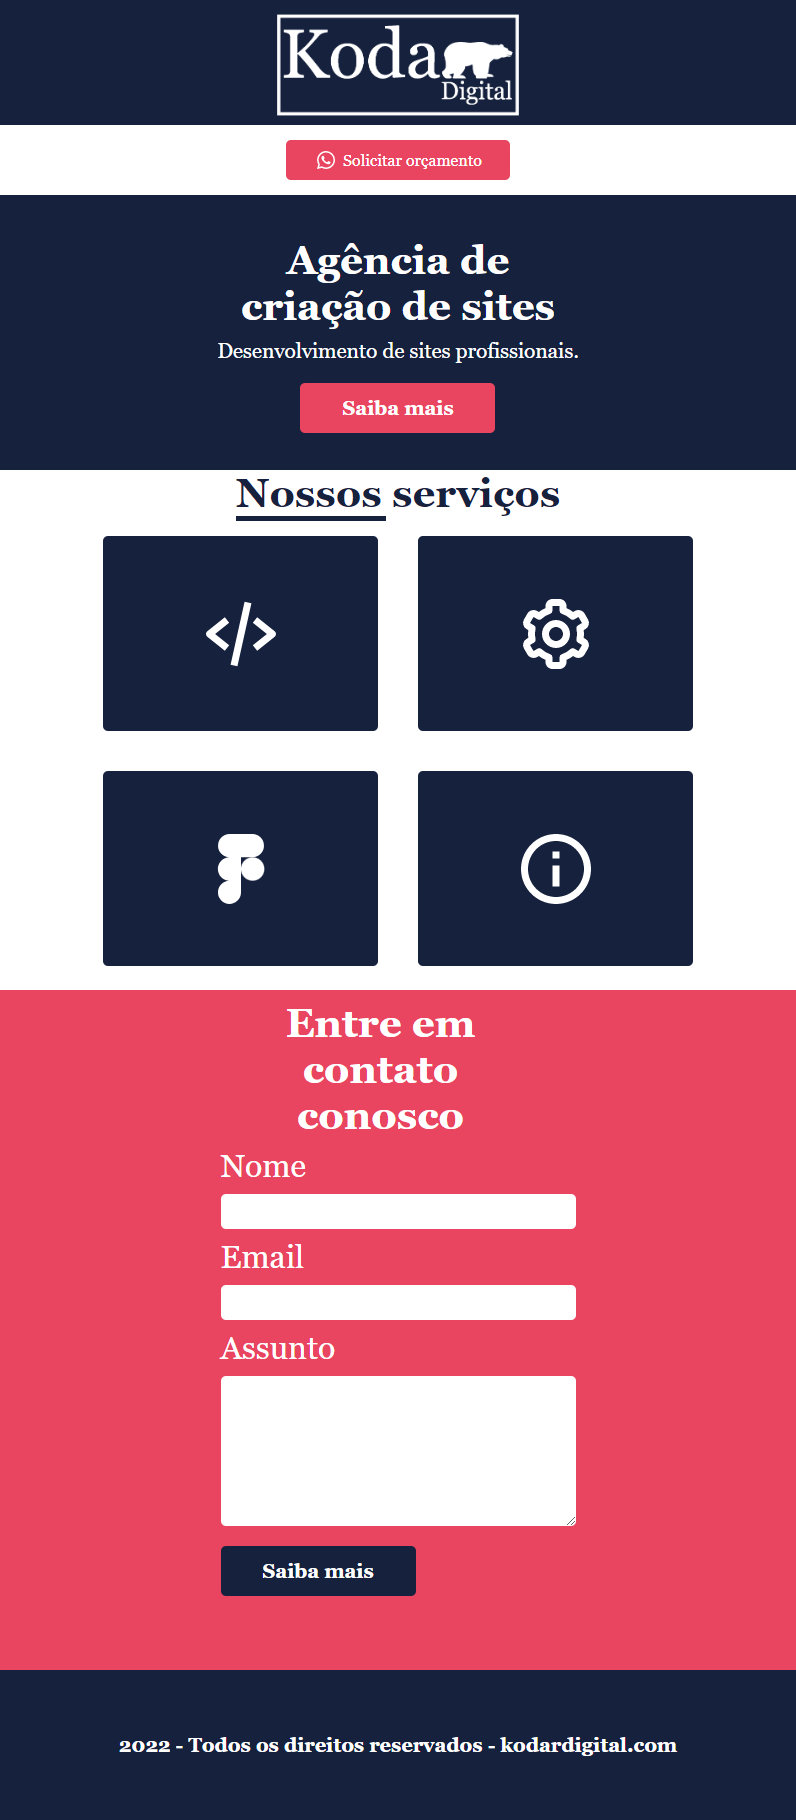 Koda
Digital
Solicitar orçamento
Agência de
criação de sites
Desenvolvimento de sites profissionais.
Saiba mais
Nossos serviços
Entre em
contato
conosco
Nome
Email
Assunto
Saiba mais
2022 - Todos os direitos reservados - kodardigital.com